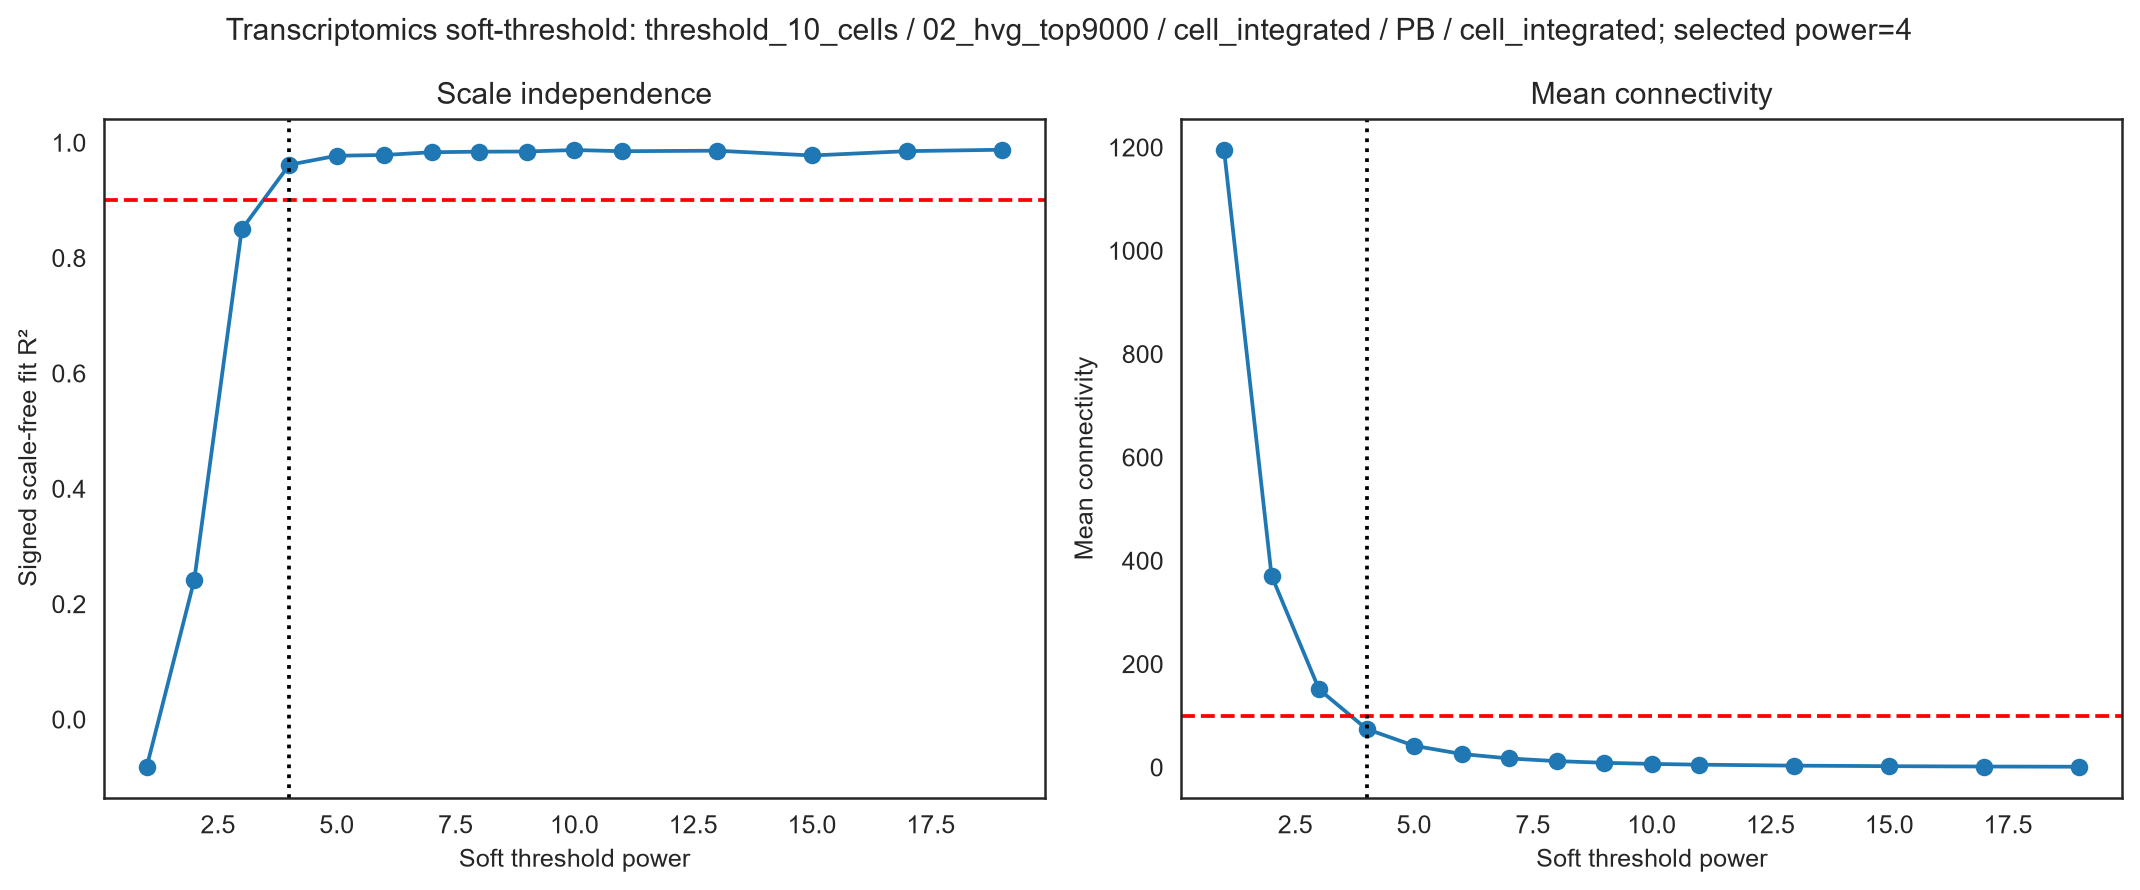 Transcriptomics soft-threshold: threshold_10_cells / 02_hvg_top9000 / cell_integrated / PB / cell_integrated; selected power=4
Scale independence
Signed scale-free fit R²
1.0
0.8
0.6
0.4
0.2
0.0
2.5 5.0 7.5 10.0 12.5 15.0 17.5
Soft threshold power
Mean connectivity
Mean connectivity
1200
1000
800
600
400
200
0
2.5 5.0 7.5 10.0 12.5 15.0 17.5
Soft threshold power